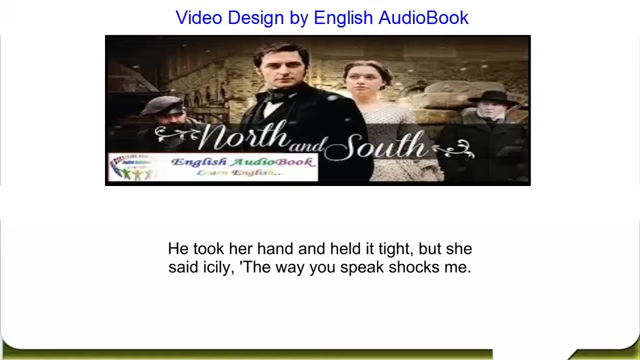 Video Design by English AudioBook
North and South
English AudioBook
Learn English...
He took her hand and held it tight, but she
said icily, 'The way you speak shocks me.